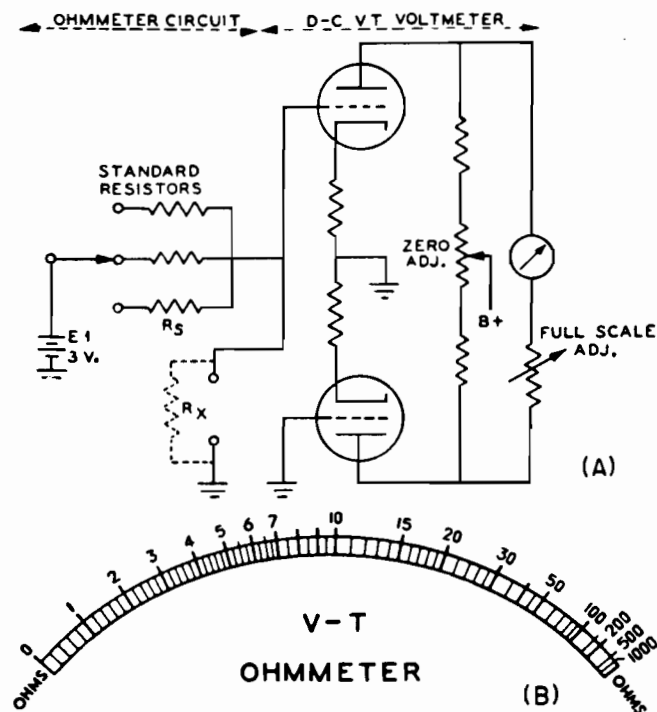 OHMMETER CIRCUIT
D-C VT VOLTMETER
STANDARD
RESISTORS
RS
E1
3 V.
RX
ZERO
ADJ.
B+
FULL SCALE
ADJ.
(A)
0 1 2 3 4 5 6 7 10 15 20 30 50 100 200 500 1000
OHMS
OHMS
V-T
OHMMETER
(B)